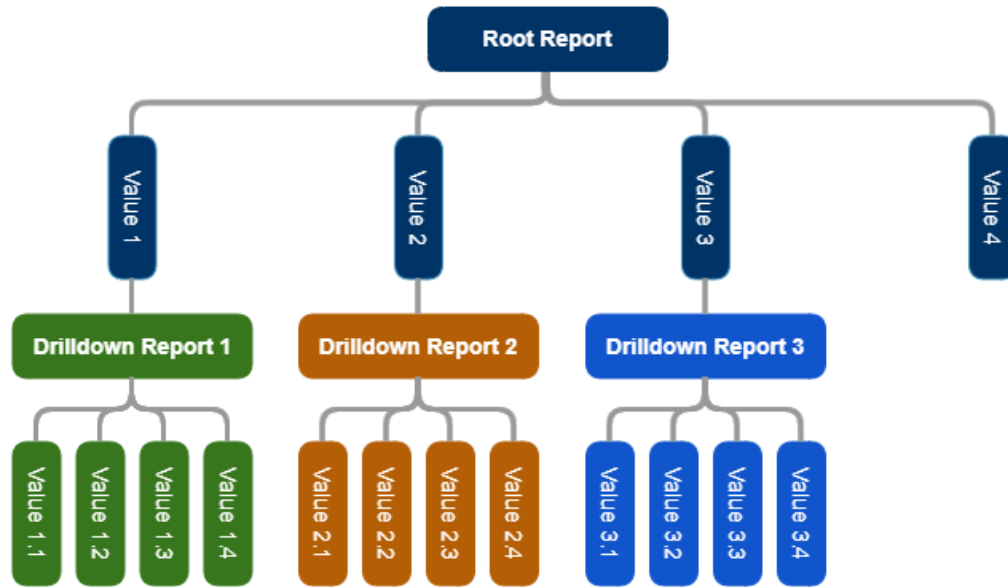 Root Report
Value 1
Value 2
Value 3
Value 4
Drilldown Report 1
Drilldown Report 2
Drilldown Report 3
Value 1.1
Value 1.2
Value 1.3
Value 1.4
Value 2.1
Value 2.2
Value 2.3
Value 2.4
Value 3.1
Value 3.2
Value 3.3
Value 3.4